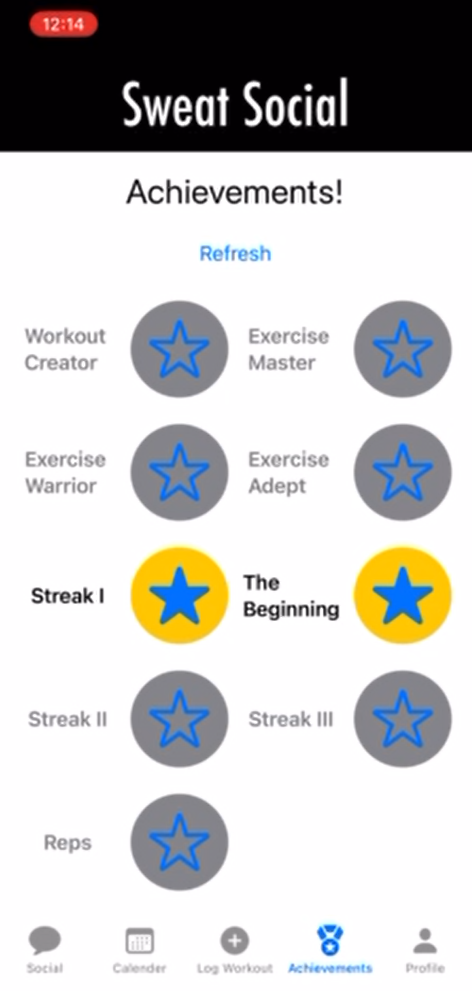 12:14
Sweat Social
Achievements!
Refresh
Workout
Creator
Exercise
Master
Exercise
Warrior
Exercise
Adept
Streak I
The
Beginning
Streak II
Streak III
Reps
Social
Calender
Log Workout
Achievements
Profile